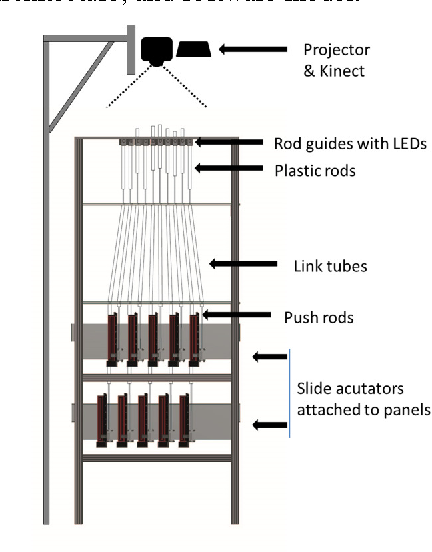 Projector
& Kinect
Rod guides with LEDs
Plastic rods
Link tubes
Push rods
Slide acutators
attached to panels